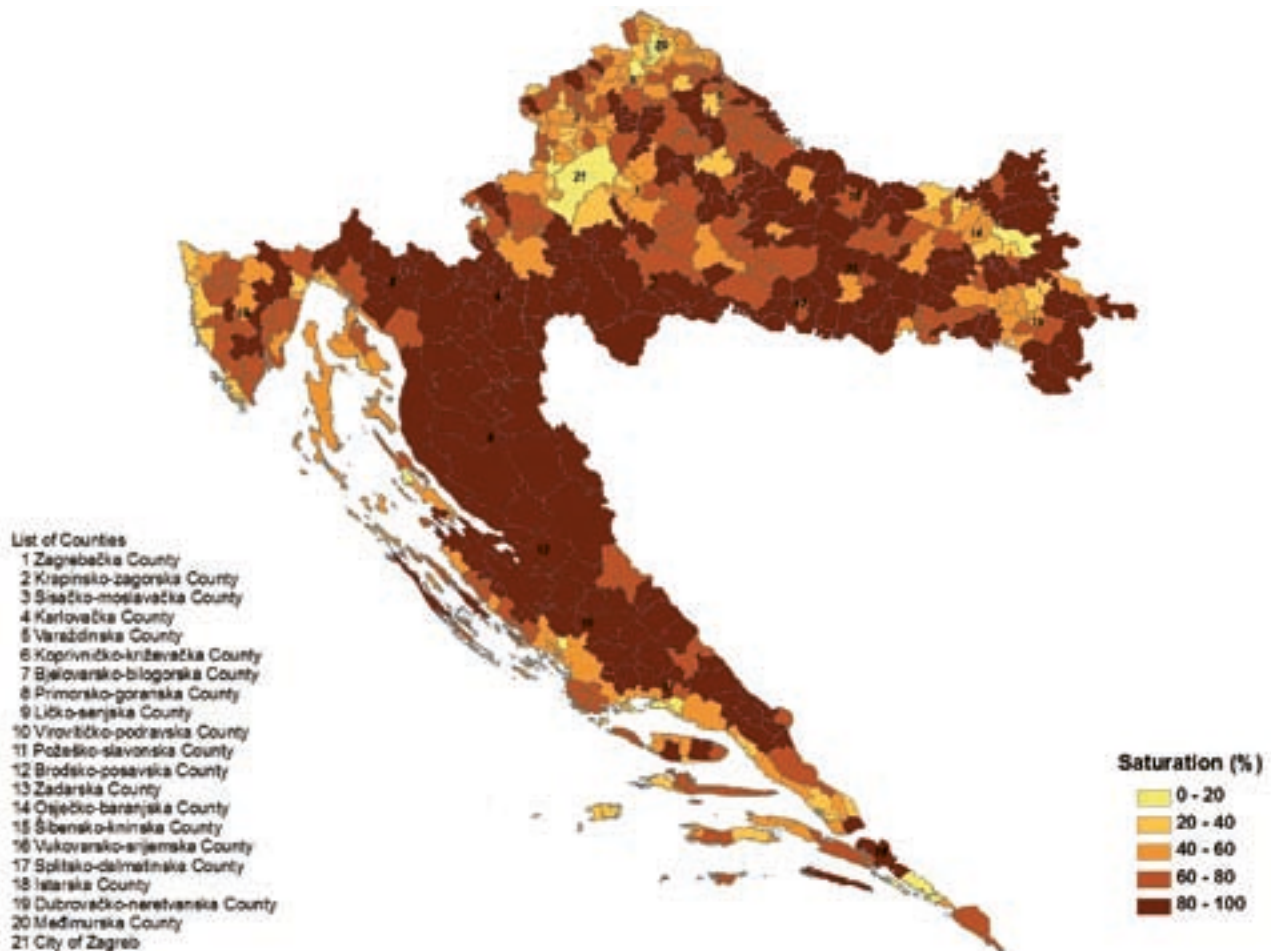 List of Counties
1 Zagrebačka County
2 Krapinsko-zagorska County
3 Sisačko-moslavačka County
4 Karlovačka County
5 Varaždinska County
6 Koprivničko-križevačka County
7 Bjelovarsko-bilogorska County
8 Primorsko-goranska County
9 Ličko-senjska County
10 Virovitičko-podravska County
11 Požeško-slavonska County
12 Brodsko-posavska County
13 Zadarska County
14 Osječko-baranjska County
15 Šibensko-kninska County
16 Vukovarsko-srijemska County
17 Splitsko-dalmatinska County
18 Istarska County
19 Dubrovačko-neretvanska County
20 Međimurska County
21 City of Zagreb
Saturation (%)
0 - 20
20 - 40
40 - 60
60 - 80
80 - 100
20
21
14